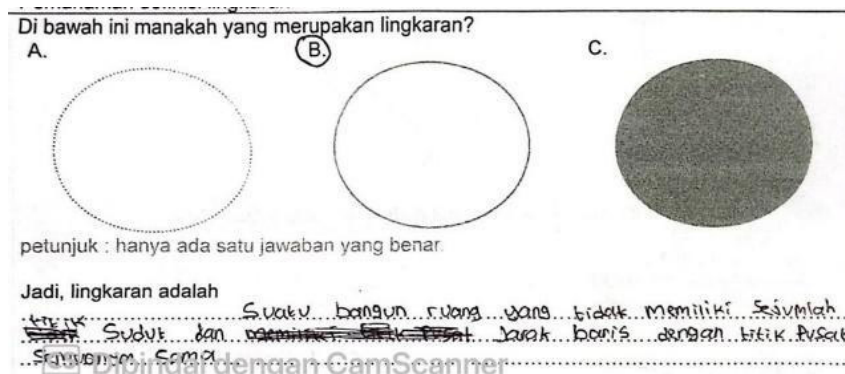 Di bawah ini manakah yang merupakan lingkaran?
A. B. C.
petunjuk : hanya ada satu jawaban yang benar.
Jadi, lingkaran adalah
Suatu bangun ruang yang tidak memiliki Sejumlah
titik Sudut dan Jarak baris dengan titik Pusat
Sama
Dipindai dengan CamScanner